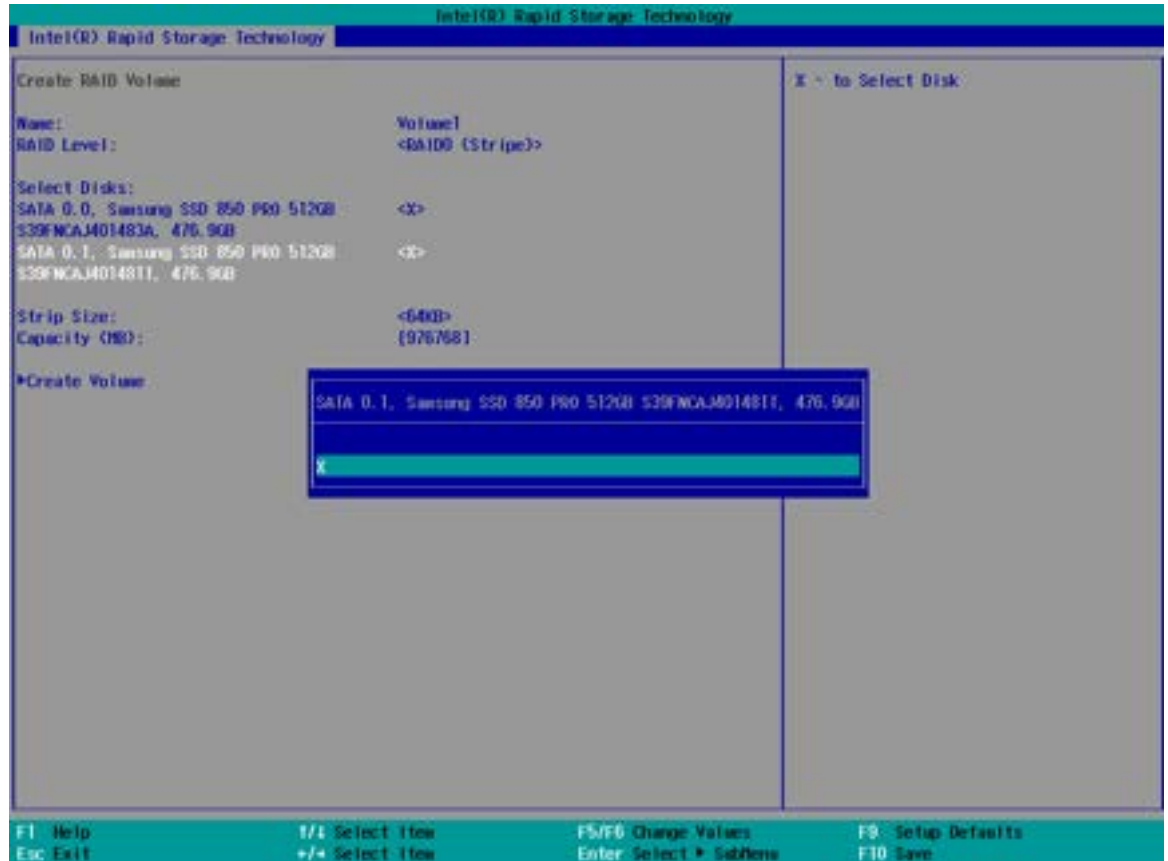 Intel(R) Rapid Storage Technology
Intel(R) Rapid Storage Technology
Create RAID Volume
X - to Select Disk
Name: Volume1
RAID Level: <RAID0 (Stripe)>
Select Disks:
SATA 0.0, Samsung SSD 850 PRO 512GB <X>
S39FNCAJ401483A, 476.9GB
SATA 0.1, Samsung SSD 850 PRO 512GB <X>
476.9GB
Strip Size: <64KB>
Capacity (MB): [976768]
►Create Volume
SATA 0.1, Samsung SSD 850 PRO 512GB 476.9GB
X
F1 Help ↑/↓ Select Item F5/F6 Change Values F9 Setup Defaults
Esc Exit Select Item Enter Select ► SubMenu F10 Save